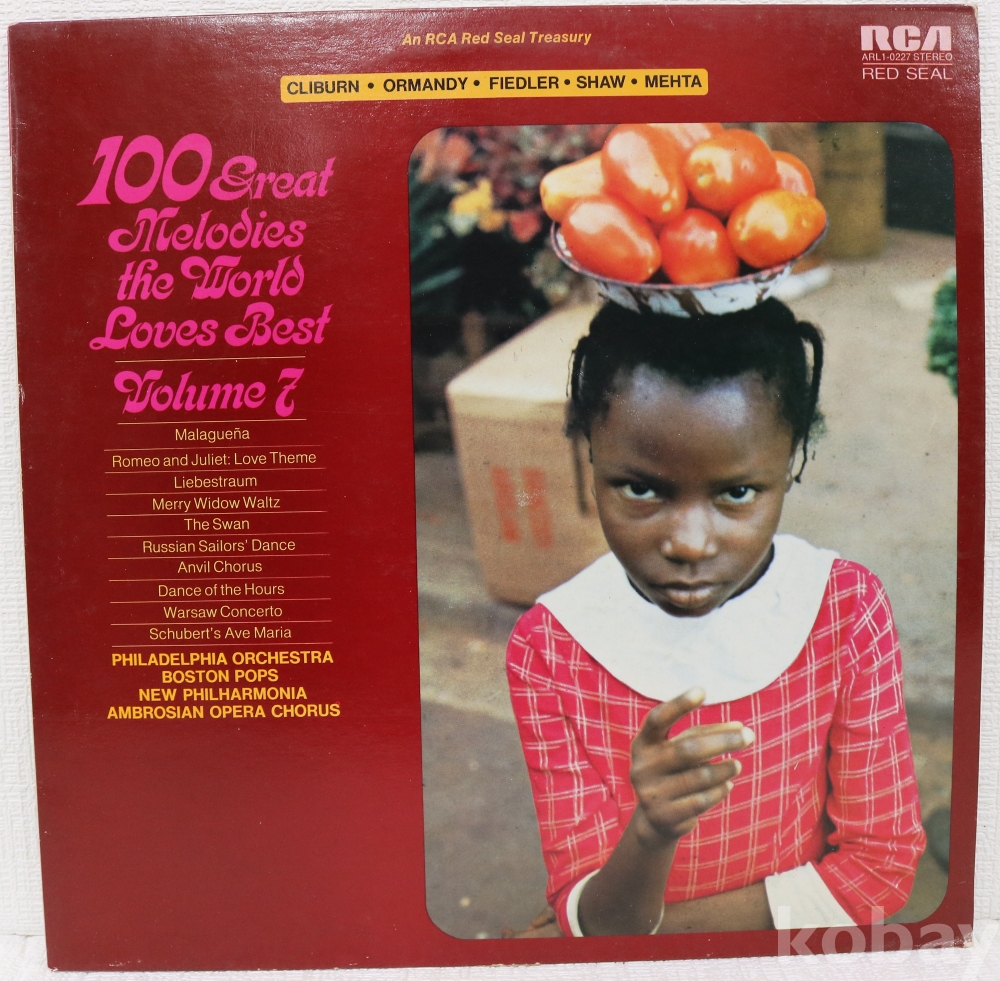 An RCA Red Seal Treasury
RCA
ARL1-0227 STEREO
RED SEAL
CLIBURN • ORMANDY • FIEDLER • SHAW • MEHTA
100 Great
Melodies
the World
Loves Best
Volume 7
Malagueña
Romeo and Juliet: Love Theme
Liebestraum
Merry Widow Waltz
The Swan
Russian Sailors' Dance
Anvil Chorus
Dance of the Hours
Warsaw Concerto
Schubert's Ave Maria
PHILADELPHIA ORCHESTRA
BOSTON POPS
NEW PHILHARMONIA
AMBROSIAN OPERA CHORUS
kobay